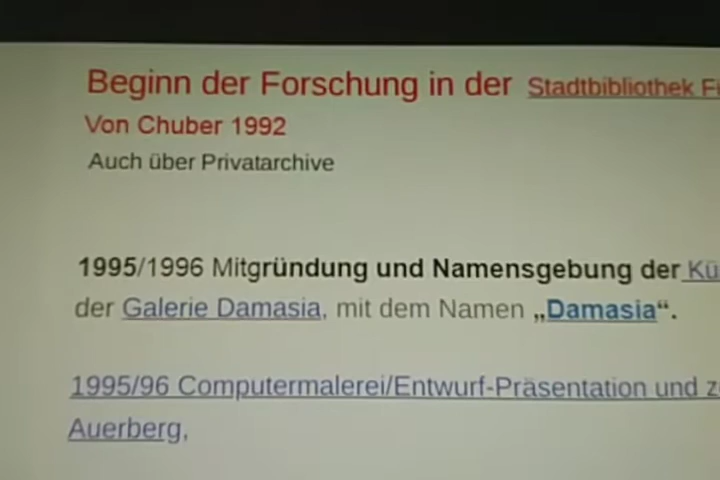 Beginn der Forschung in der Stadtbibliothek
Von Chuber 1992
Auch über Privatarchive
1995/1996 Mitgründung und Namensgebung der
der Galerie Damasia, mit dem Namen „Damasia“.
1995/96 Computermalerei/Entwurf-Präsentation und
Auerberg,